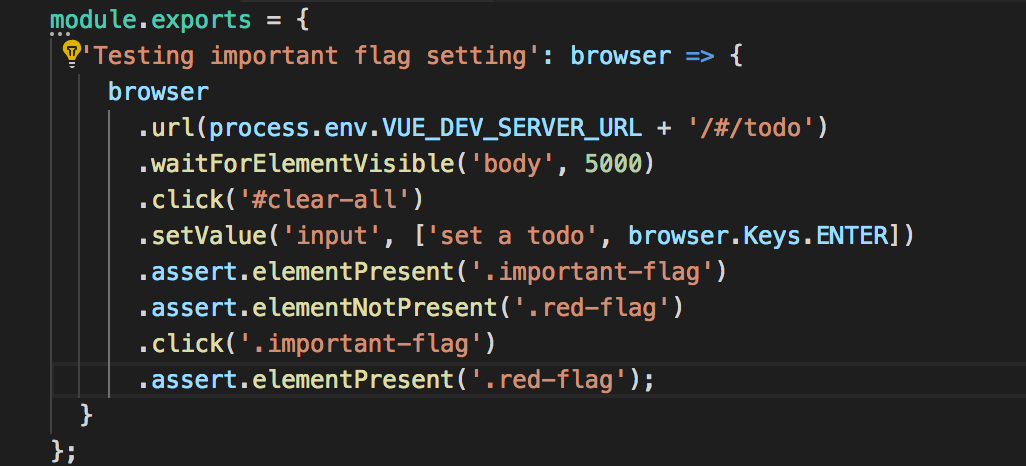 module.exports = {
'Testing important flag setting': browser => {
browser
.url(process.env.VUE_DEV_SERVER_URL + '/#/todo')
.waitForElementVisible('body', 5000)
.click('#clear-all')
.setValue('input', ['set a todo', browser.Keys.ENTER])
.assert.elementPresent('.important-flag')
.assert.elementNotPresent('.red-flag')
.click('.important-flag')
.assert.elementPresent('.red-flag');
}
};